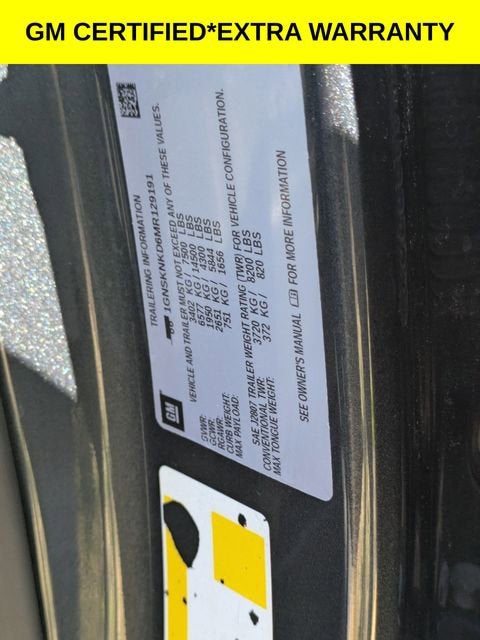 GM CERTIFIED*EXTRA WARRANTY
TRAILERING INFORMATION
1GNSKNKD6MR129191
VEHICLE AND TRAILER MUST NOT EXCEED ANY OF THESE VALUES.
GVWR: 3402 KG / 7500 LBS
GCWR: 6577 KG / 14500 LBS
RGAWR: 1950 KG / 4300 LBS
CURB WEIGHT: 2651 KG / 5844 LBS
MAX PAYLOAD: 751 KG / 1656 LBS
SAE J2807 TRAILER WEIGHT RATING (TWR) FOR VEHICLE CONFIGURATION.
CONVENTIONAL TWR: 3720 KG / 8200 LBS
MAX TONGUE WEIGHT: 372 KG / 820 LBS
SEE OWNER'S MANUAL FOR MORE INFORMATION
GM